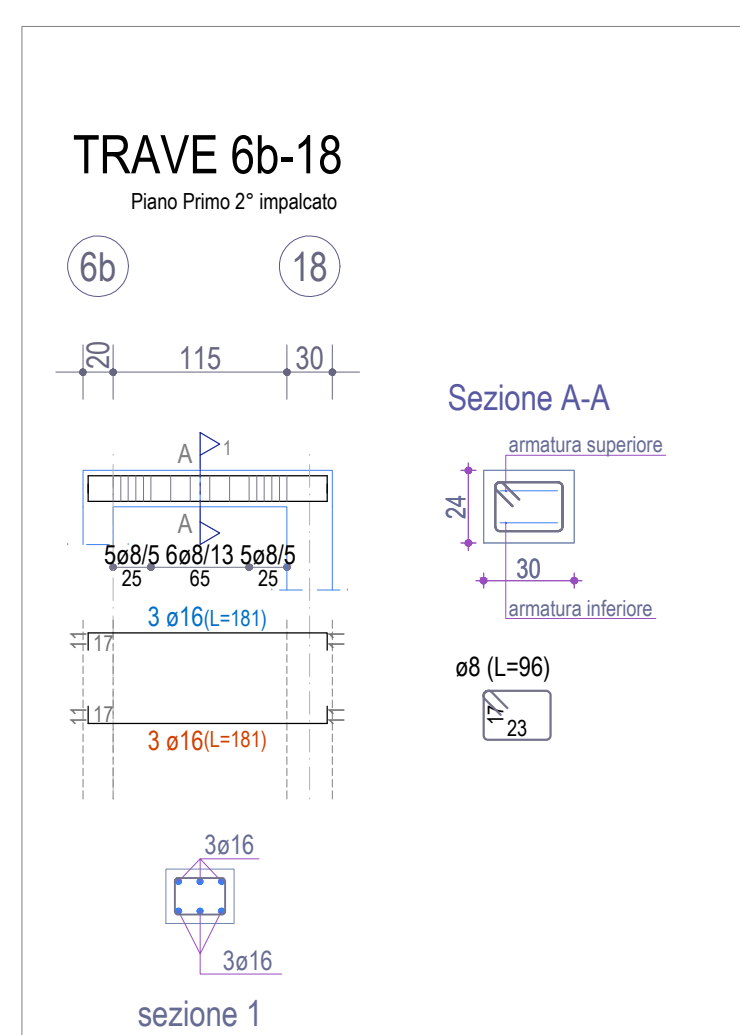 TRAVE 6b-18
Piano Primo 2° impalcato
6b 18
20 115 30
Sezione A-A
armatura superiore
A 1
24
A
30
5ø8/5 6ø8/13 5ø8/5
25 65 25
armatura inferiore
3 ø16(L=181)
11 17 11
ø8 (L=96)
17
23
11 17 11
3 ø16(L=181)
3ø16
3ø16
sezione 1